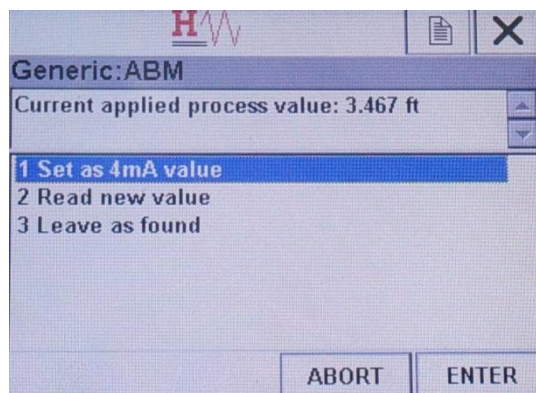 H
Generic:ABM
Current applied process value: 3.467 ft
1 Set as 4mA value
2 Read new value
3 Leave as found
ABORT
ENTER